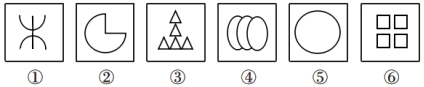 ① ② ③ ④ ⑤ ⑥